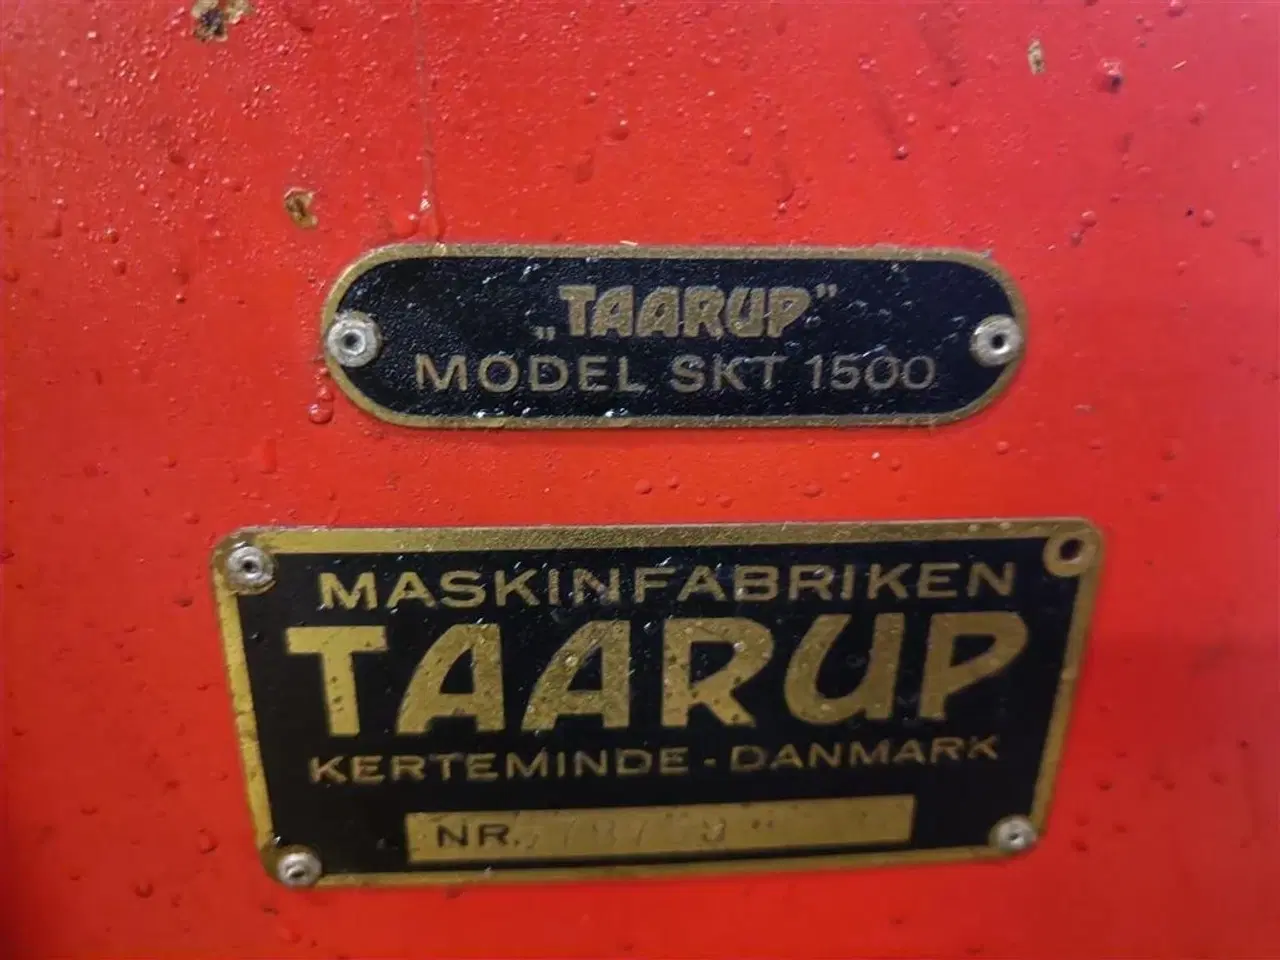 „TAARUP”
MODEL SKT 1500
MASKINFABRIKEN
TAARUP
KERTEMINDE - DANMARK
NR.